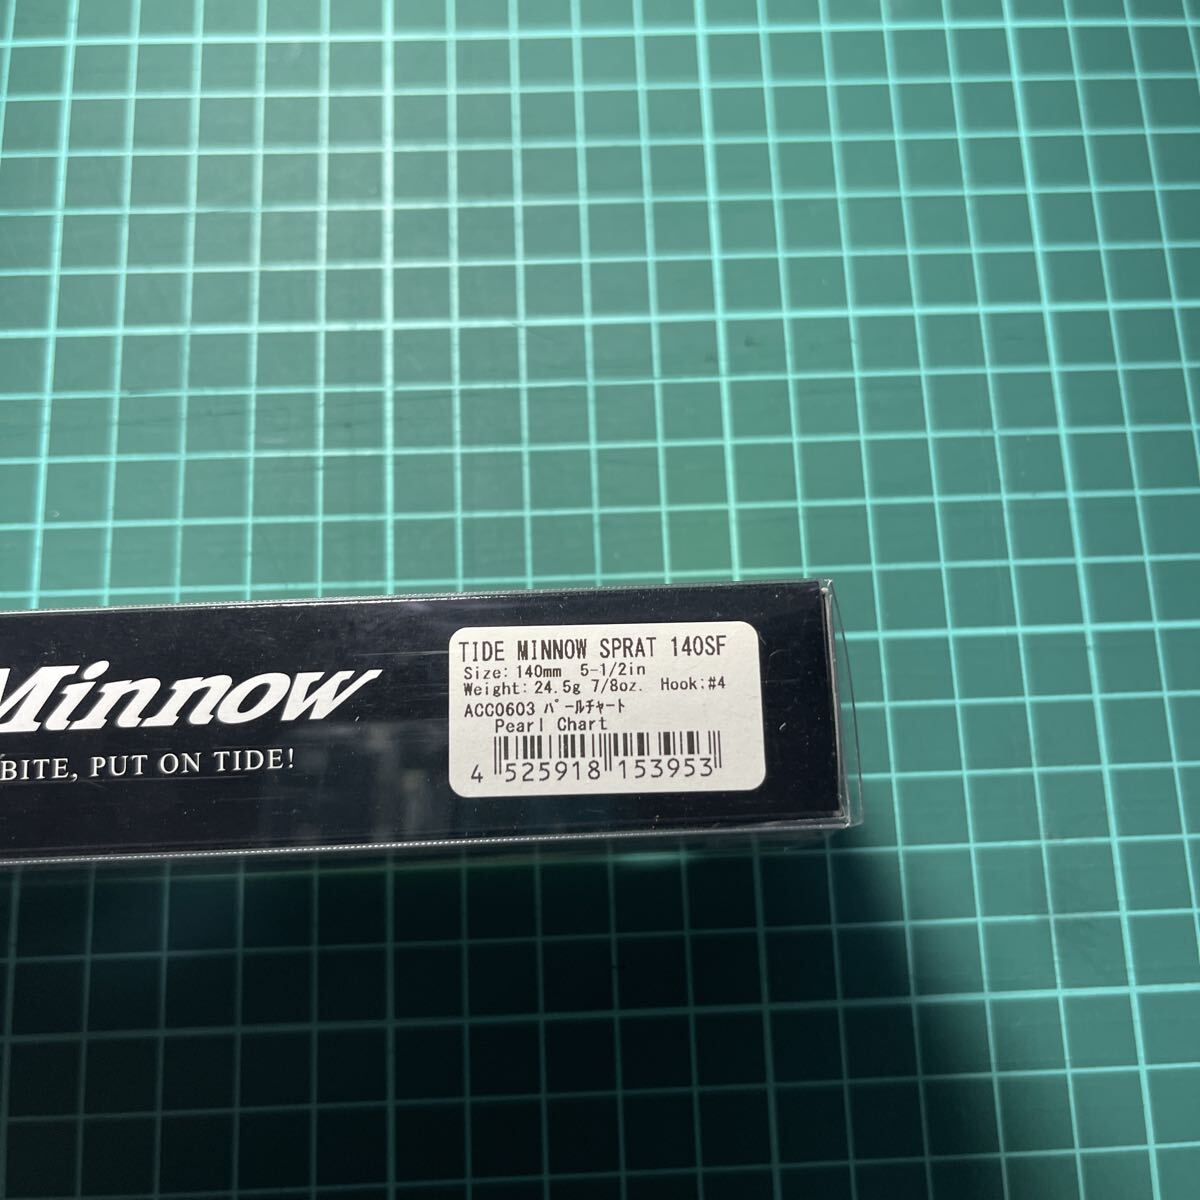 Minnow
BITE, PUT ON TIDE!
TIDE MINNOW SPRAT 140SF
Size: 140mm 5-1/2in
Weight: 24.5g 7/8oz. Hook:#4
ACC0603 パールチャート
Pearl Chart
4 525918 153953